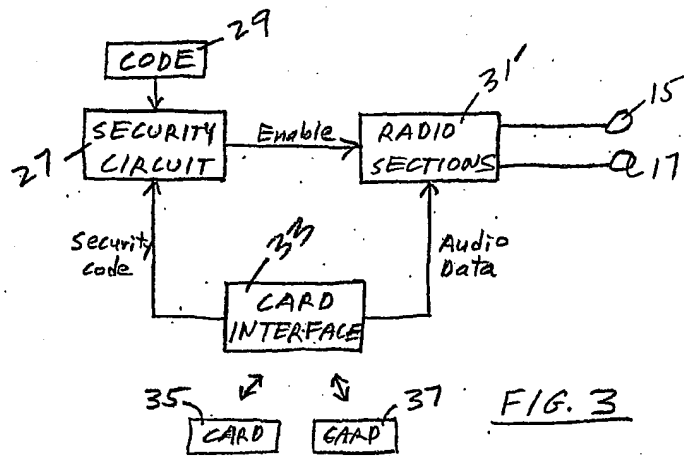 29
CODE
31'
15
SECURITY
CIRCUIT
Enable
RADIO
SECTIONS
27
17
Security
code
33
Audio
Data
CARD
INTERFACE
35
37
CARD
CARD
FIG. 3